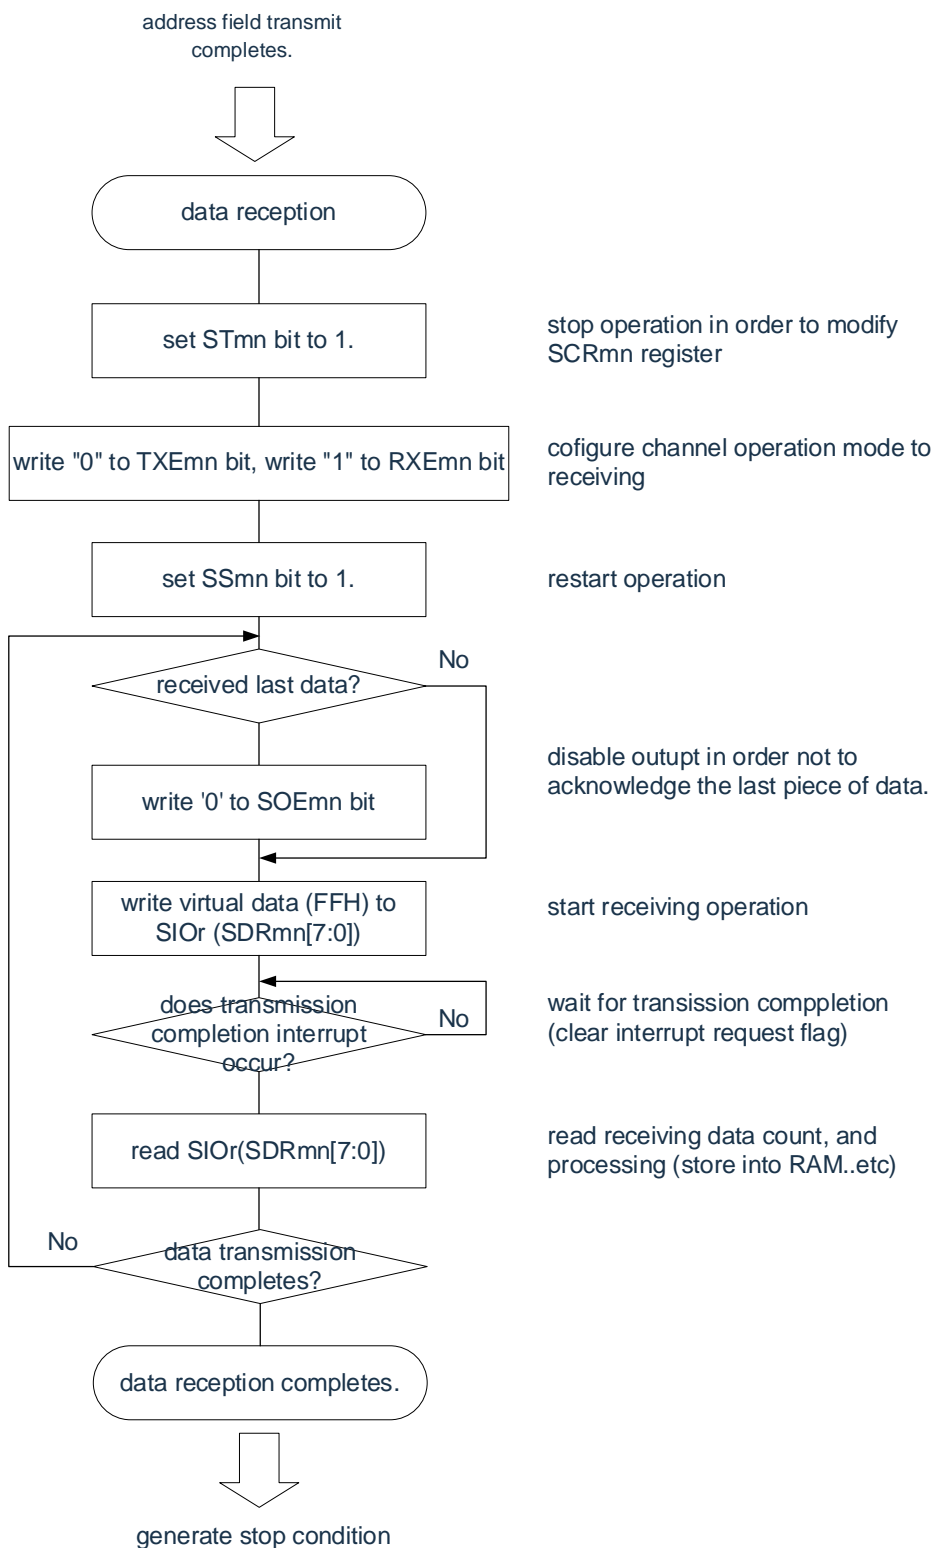 address field transmit
completes.
data reception
set STmn bit to 1.
stop operation in order to modify
SCRmn register
write "0" to TXEmn bit, write "1" to RXEmn bit
cofigure channel operation mode to
receiving
set SSmn bit to 1.
restart operation
No
received last data?
disable outupt in order not to
acknowledge the last piece of data.
write '0' to SOEmn bit
write virtual data (FFH) to
SIOr (SDRmn[7:0])
start receiving operation
does transmission
completion interrupt
occur?
No
wait for transission comppletion
(clear interrupt request flag)
read SIOr(SDRmn[7:0])
read receiving data count, and
processing (store into RAM..etc)
No
data transmission
completes?
data reception completes.
generate stop condition